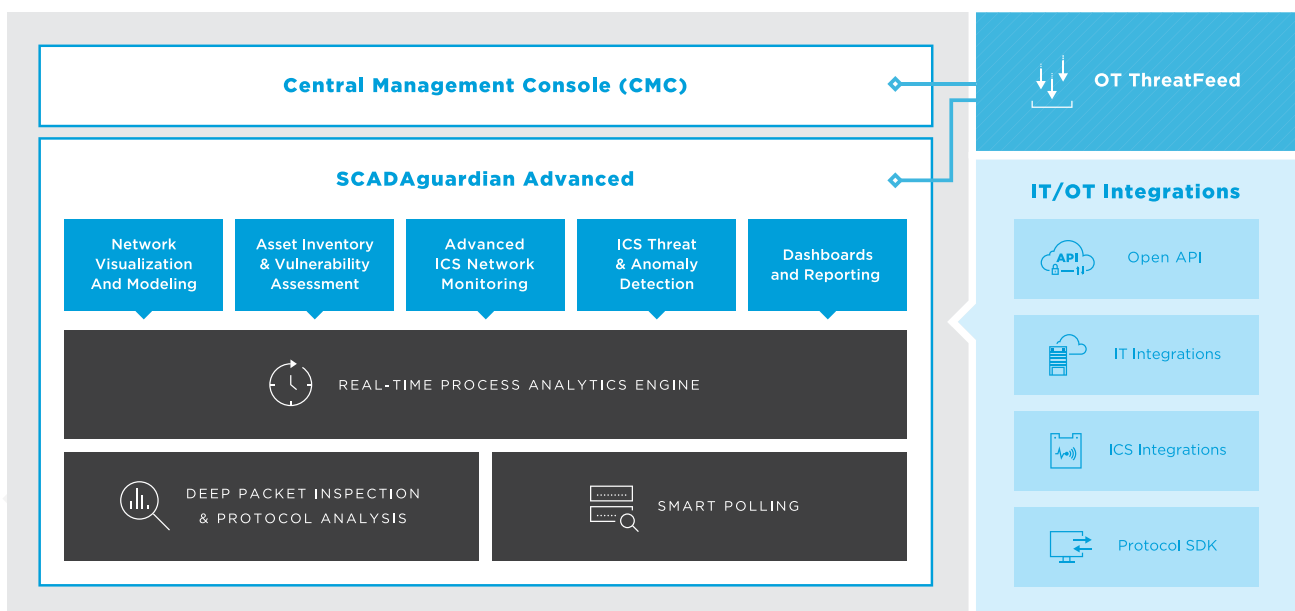 Central Management Console (CMC)
OT ThreatFeed
SCADAguardian Advanced
Network
Visualization
And Modeling
Asset Inventory
& Vulnerability
Assessment
Advanced
ICS Network
Monitoring
ICS Threat
& Anomaly
Detection
Dashboards
and Reporting
REAL-TIME PROCESS ANALYTICS ENGINE
DEEP PACKET INSPECTION
& PROTOCOL ANALYSIS
SMART POLLING
IT/OT Integrations
API
Open API
IT Integrations
ICS Integrations
Protocol SDK